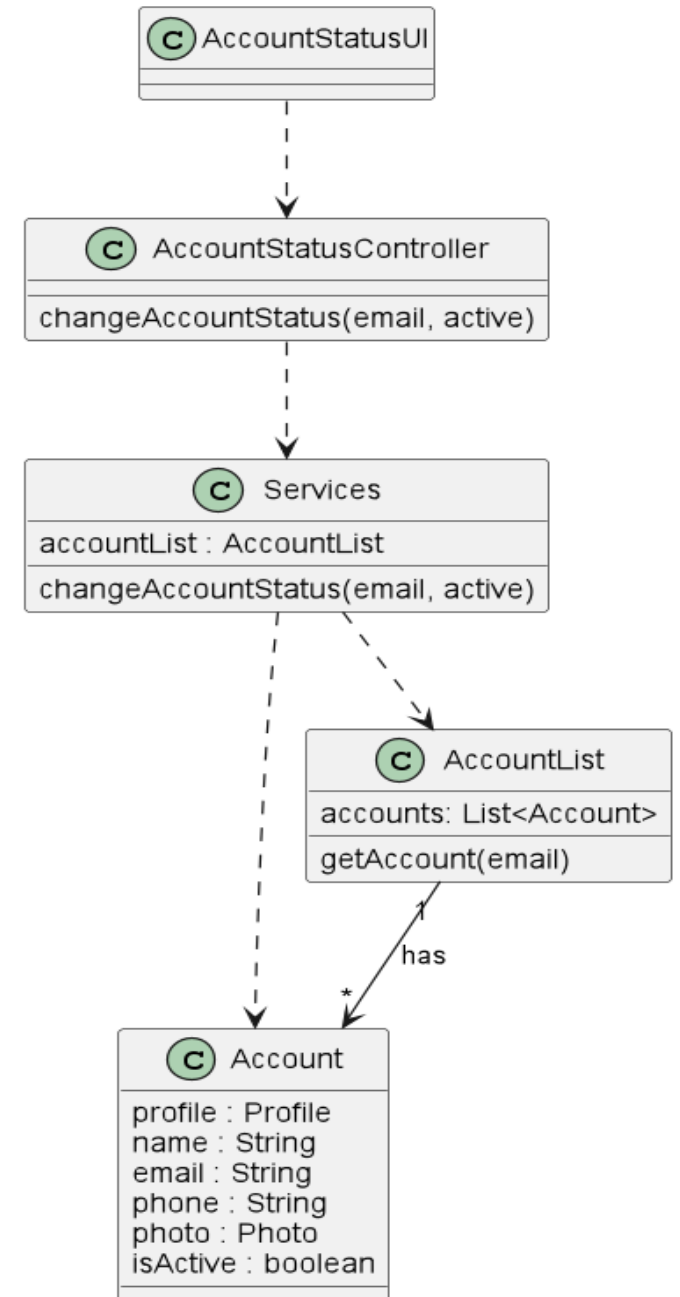 C AccountStatusUI
C AccountStatusController
changeAccountStatus(email, active)
C Services
accountList : AccountList
changeAccountStatus(email, active)
C AccountList
accounts: List<Account>
getAccount(email)
1
has
*
C Account
profile : Profile
name : String
email : String
phone : String
photo : Photo
isActive : boolean